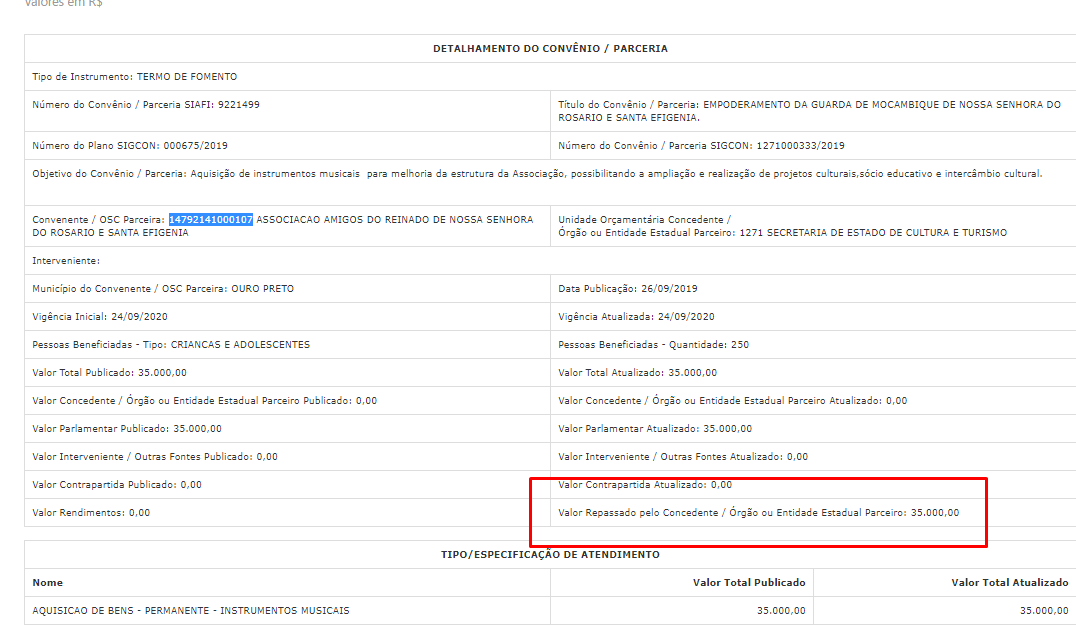 Valores em R$
DETALHAMENTO DO CONVÊNIO / PARCERIA
Tipo de Instrumento: TERMO DE FOMENTO
Número do Convênio / Parceria SIAFI: 9221499
Título do Convênio / Parceria: EMPODERAMENTO DA GUARDA DE MOCAMBIQUE DE NOSSA SENHORA DO
ROSARIO E SANTA EFIGENIA.
Número do Plano SIGCON: 000675/2019
Número do Convênio / Parceria SIGCON: 1271000333/2019
Objetivo do Convênio / Parceria: Aquisição de instrumentos musicais para melhoria da estrutura da Associação, possibilitando a ampliação e realização de projetos culturais,sócio educativo e intercâmbio cultural.
Convenente / OSC Parceira: 14792141000107 ASSOCIACAO AMIGOS DO REINADO DE NOSSA SENHORA
DO ROSARIO E SANTA EFIGENIA
Unidade Orçamentária Concedente /
Órgão ou Entidade Estadual Parceiro: 1271 SECRETARIA DE ESTADO DE CULTURA E TURISMO
Interveniente:
Município do Convenente / OSC Parceira: OURO PRETO
Data Publicação: 26/09/2019
Vigência Inicial: 24/09/2020
Vigência Atualizada: 24/09/2020
Pessoas Beneficiadas - Tipo: CRIANCAS E ADOLESCENTES
Pessoas Beneficiadas - Quantidade: 250
Valor Total Publicado: 35.000,00
Valor Total Atualizado: 35.000,00
Valor Concedente / Órgão ou Entidade Estadual Parceiro Publicado: 0,00
Valor Concedente / Órgão ou Entidade Estadual Parceiro Atualizado: 0,00
Valor Parlamentar Publicado: 35.000,00
Valor Parlamentar Atualizado: 35.000,00
Valor Interveniente / Outras Fontes Publicado: 0,00
Valor Interveniente / Outras Fontes Atualizado: 0,00
Valor Contrapartida Publicado: 0,00
Valor Contrapartida Atualizado: 0,00
Valor Rendimentos: 0,00
Valor Repassado pelo Concedente / Órgão ou Entidade Estadual Parceiro: 35.000,00
TIPO/ESPECIFICAÇÃO DE ATENDIMENTO
Nome
Valor Total Publicado
Valor Total Atualizado
AQUISICAO DE BENS - PERMANENTE - INSTRUMENTOS MUSICAIS
35.000,00
35.000,00